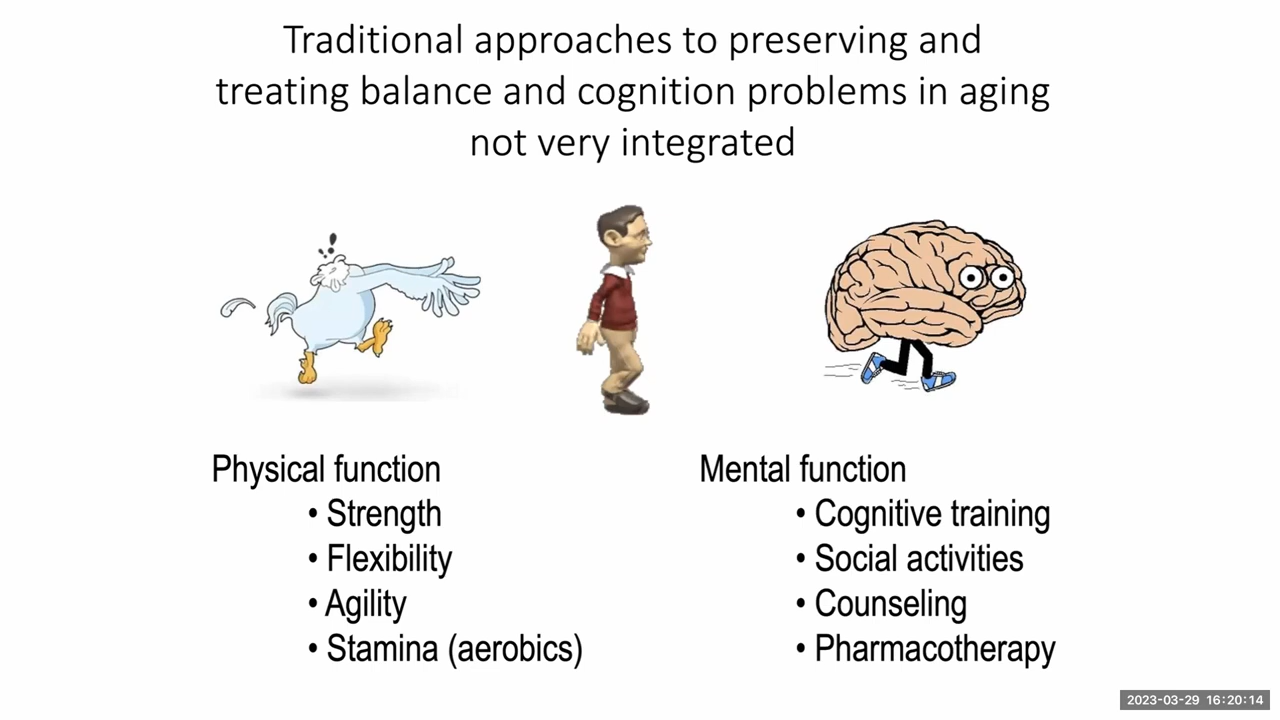 Traditional approaches to preserving and
treating balance and cognition problems in aging
not very integrated
Physical function
• Strength
• Flexibility
• Agility
• Stamina (aerobics)
Mental function
• Cognitive training
• Social activities
• Counseling
• Pharmacotherapy
2023-03-29 16:20:14